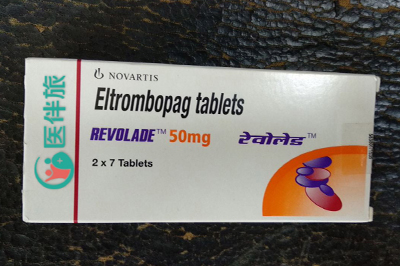 NOVARTIS
Eltrombopag tablets
REVOLADE™ 50mg
रेवोलेड™
2 x 7 Tablets
医伴旅